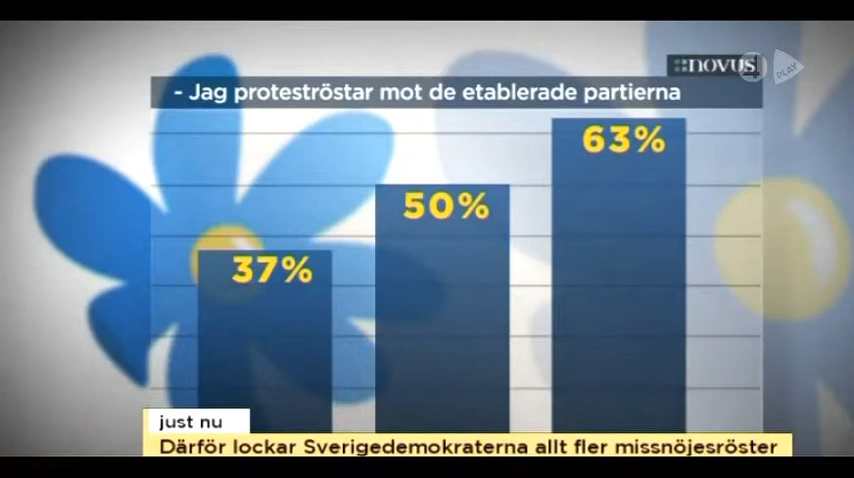 novus
4 PLAY
- Jag proteströstar mot de etablerade partierna
63%
50%
37%
just nu
Därför lockar Sverigedemokraterna allt fler missnöjesröster